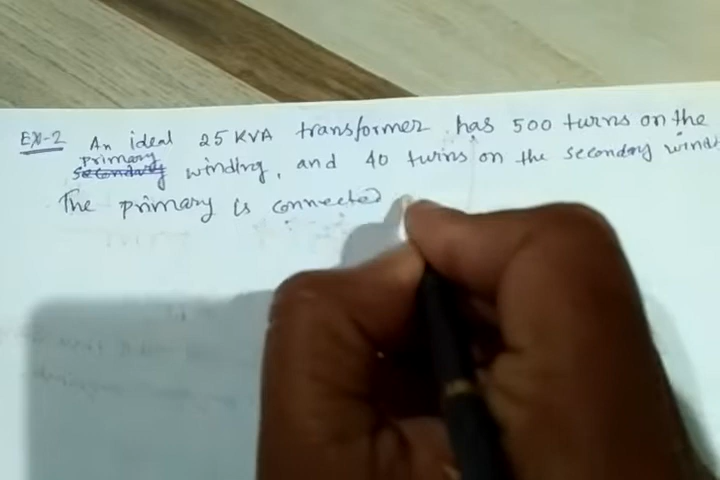 Ex-2 An ideal 25 KVA transformer has 500 turns on the
primary
secondary winding, and 40 turns on the secondary wind
The primary is connected